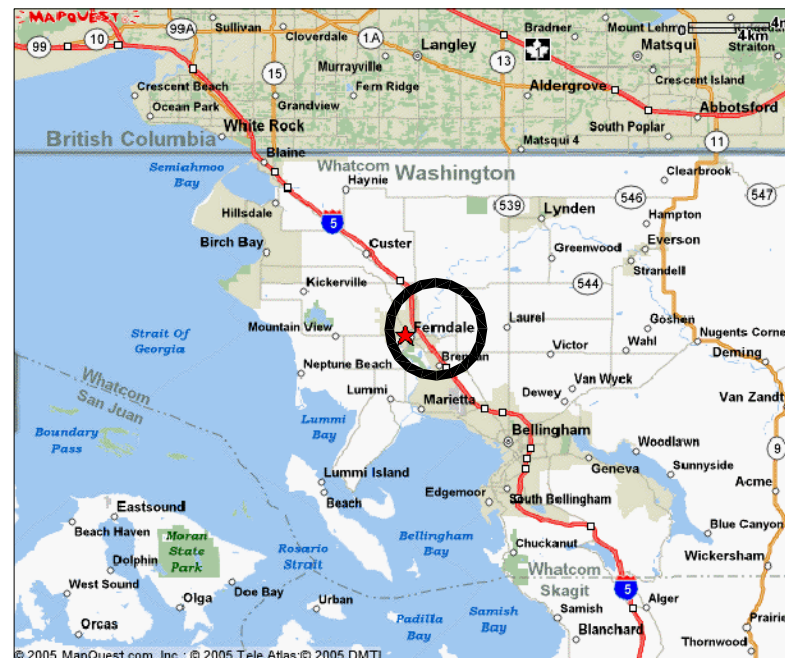 MAPQUEST
99
10
99A
Sullivan
Cloverdale
1A
Langley
Bradner
Mount Lehm
Ridgedale
0
4m
4km
Matsqui
Straiton
15
Murrayville
13
1
Crescent Island
Crescent Beach
Fern Ridge
Aldergrove
Ocean Park
Grandview
Abbotsford
White Rock
South Poplar
British Columbia
Matsqui 4
11
Blaine
Semiahmoo
Bay
Whatcom
Washington
Clearbrook
Haynie
539
546
547
Hillsdale
5
Lynden
Hampton
Birch Bay
Custer
Greenwood
Everson
Strandell
Kickerville
544
Strait Of
Georgia
Mountain View
Ferndale
Laurel
Goshen
Nugents Corne
Brennan
Victor
Wahl
Deming
Neptune Beach
Whatcom
San Juan
Lummi
Van Wyck
Dewey
Marietta
Van Zandt
Boundary
Pass
Lummi
Bay
Bellingham
Woodlawn
9
Geneva
Sunnyside
Lummi Island
Acme
Beach
Edgemoor
South Bellingham
Eastsound
Beach Haven
Moran
State
Park
Rosario
Strait
Bellingham
Bay
Blue Canyon
Chuckanut
Dolphin
Wickersham
West Sound
Doe Bay
Whatcom
Skagit
5
Olga
Urban
Alger
Orcas
Padilla
Bay
Samish
Bay
Samish
Prairie
Blanchard
Thornwood
© 2005 MapQuest.com, Inc.; © 2005 Tele Atlas;© 2005 DMTI